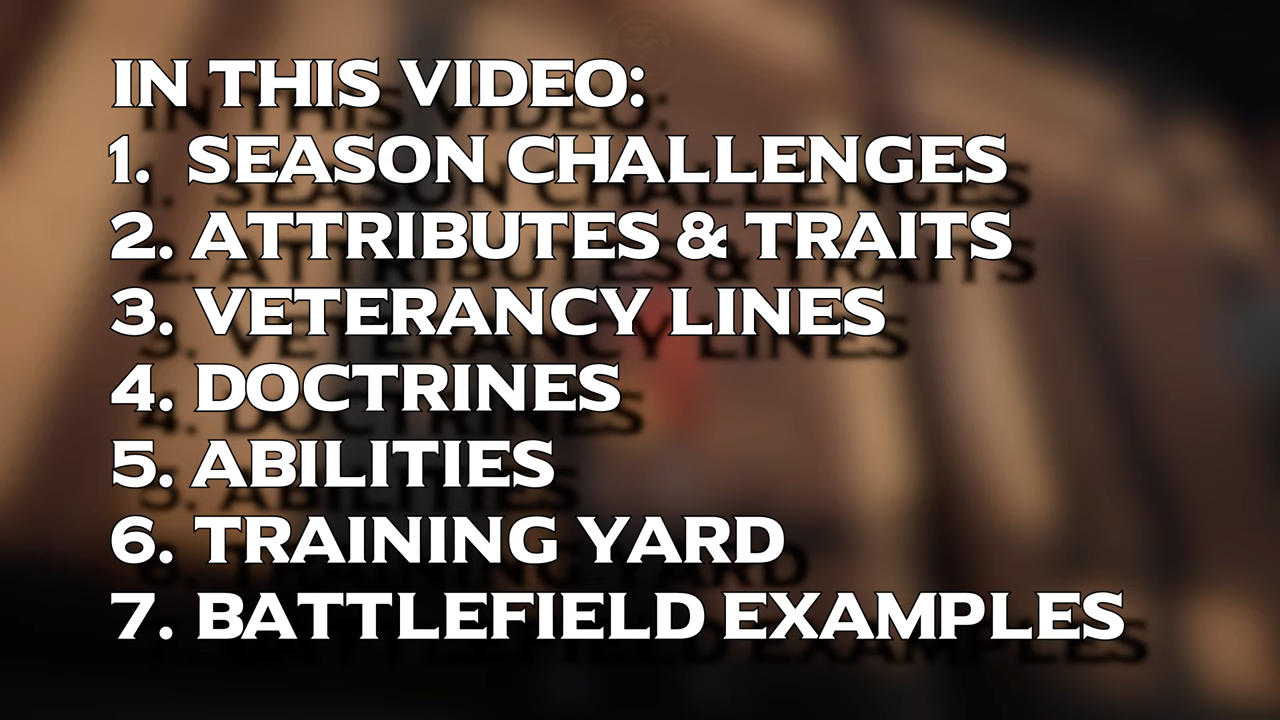 IN THIS VIDEO:
1. SEASON CHALLENGES
2. ATTRIBUTES & TRAITS
3. VETERANCY LINES
4. DOCTRINES
5. ABILITIES
6. TRAINING YARD
7. BATTLEFIELD EXAMPLES